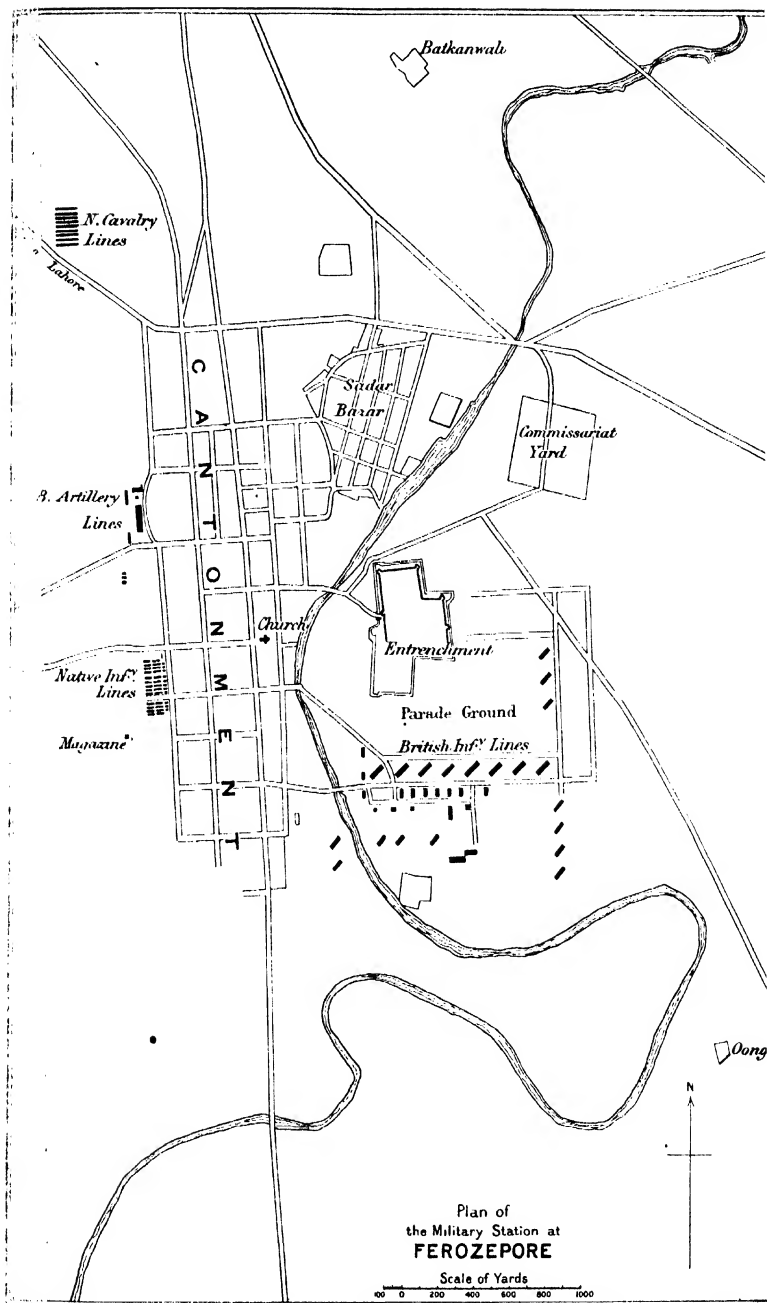 Batkanwali
N. Cavalry
Lines
Lahore
CANTONMENT
Sadar
Bazar
Commissariat
Yard
B. Artillery
Lines
Church
Entrenchment
Native Infy.
Lines
Parade Ground
British Infy. Lines
Magazine
Oong
N
Plan of
the Military Station at
FEROZEPORE
Scale of Yards
100 0 200 400 600 800 1000